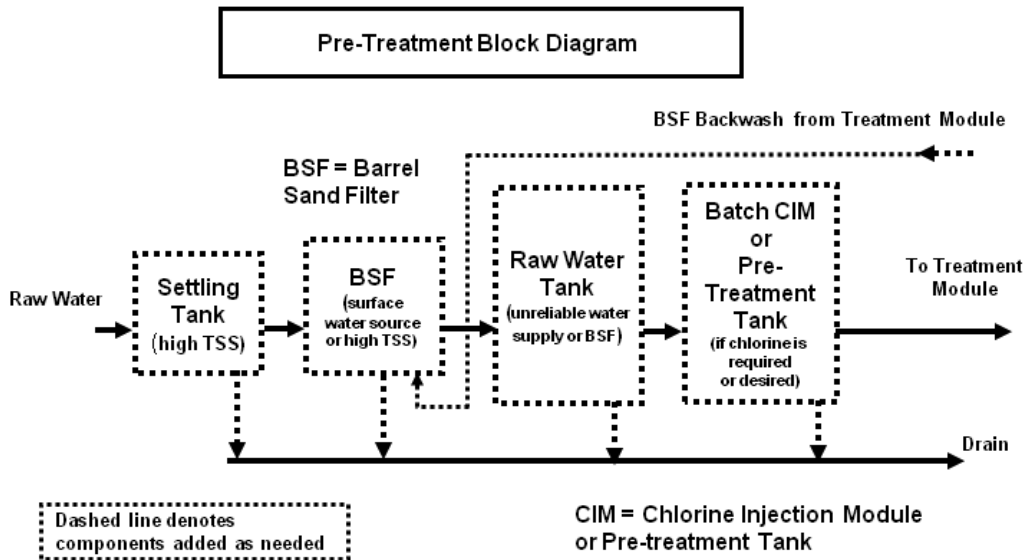 Pre-Treatment Block Diagram
BSF Backwash from Treatment Module
BSF = Barrel
Sand Filter
Raw Water
Settling
Tank
(high TSS)
BSF
(surface
water source
or high TSS)
Raw Water
Tank
(unreliable water
supply or BSF)
Batch CIM
or
Pre-
Treatment
Tank
(if chlorine is
required
or desired)
To Treatment
Module
Drain
Dashed line denotes
components added as needed
CIM = Chlorine Injection Module
or Pre-treatment Tank